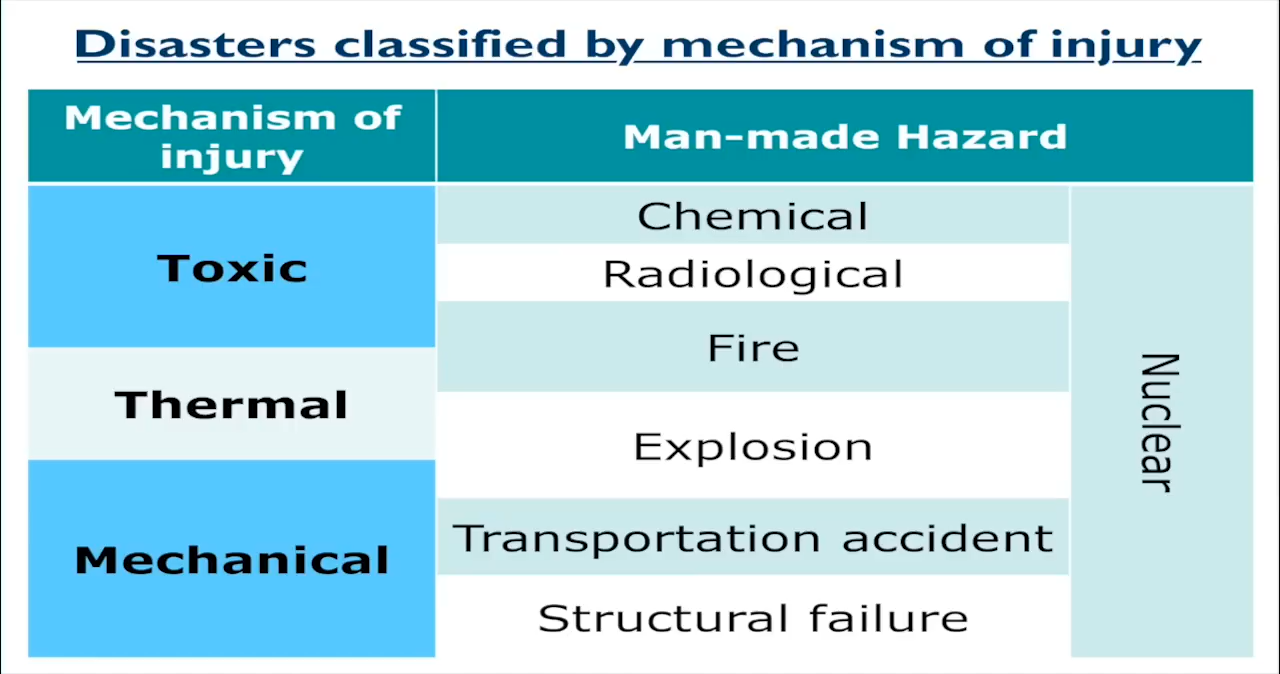 Disasters classified by mechanism of injury
Mechanism of
injury
Man-made Hazard
Toxic
Thermal
Mechanical
Chemical
Radiological
Fire
Explosion
Transportation accident
Structural failure
Nuclear